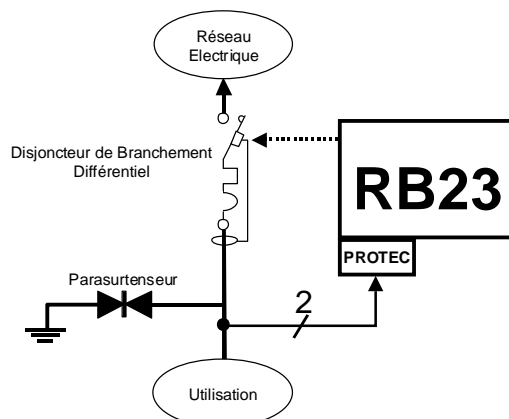 Réseau
Electrique
Disjoncteur de Branchement
Différentiel
RB23
PROTEC
Parasurtenseur
2
Utilisation